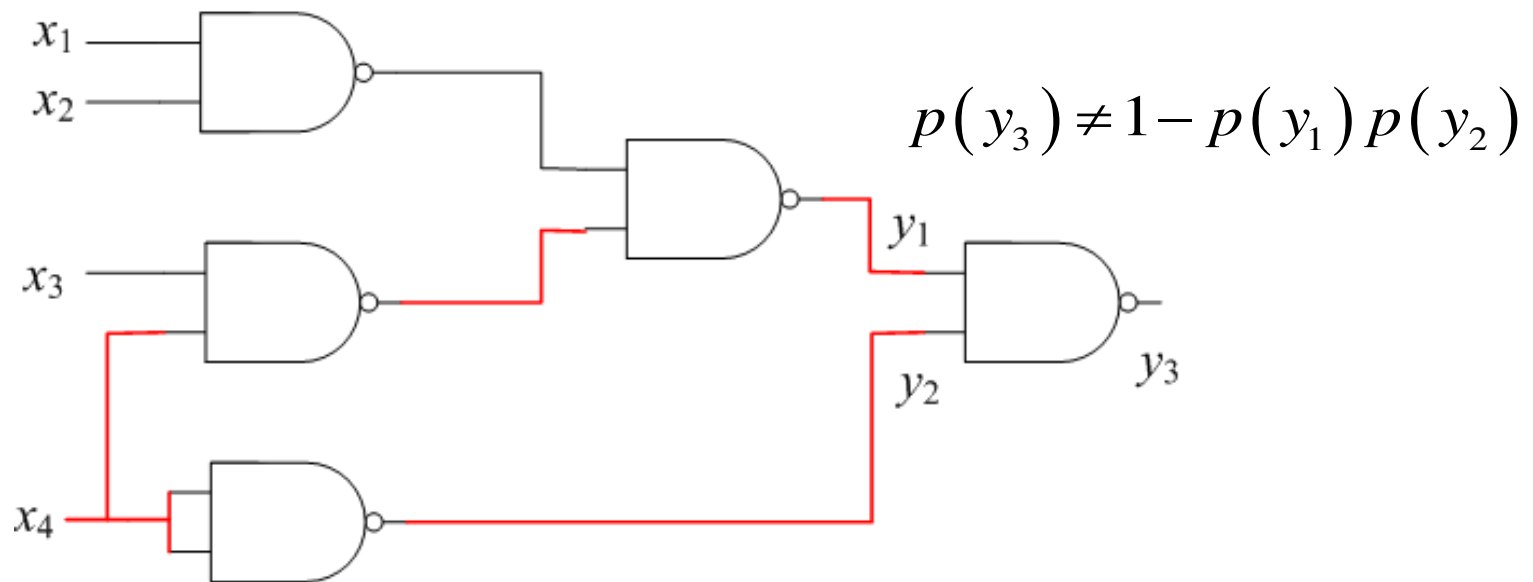 x₁
x₂
p(y₃) ≠ 1 − p(y₁) p(y₂)
y₁
x₃
y₂
y₃
x₄